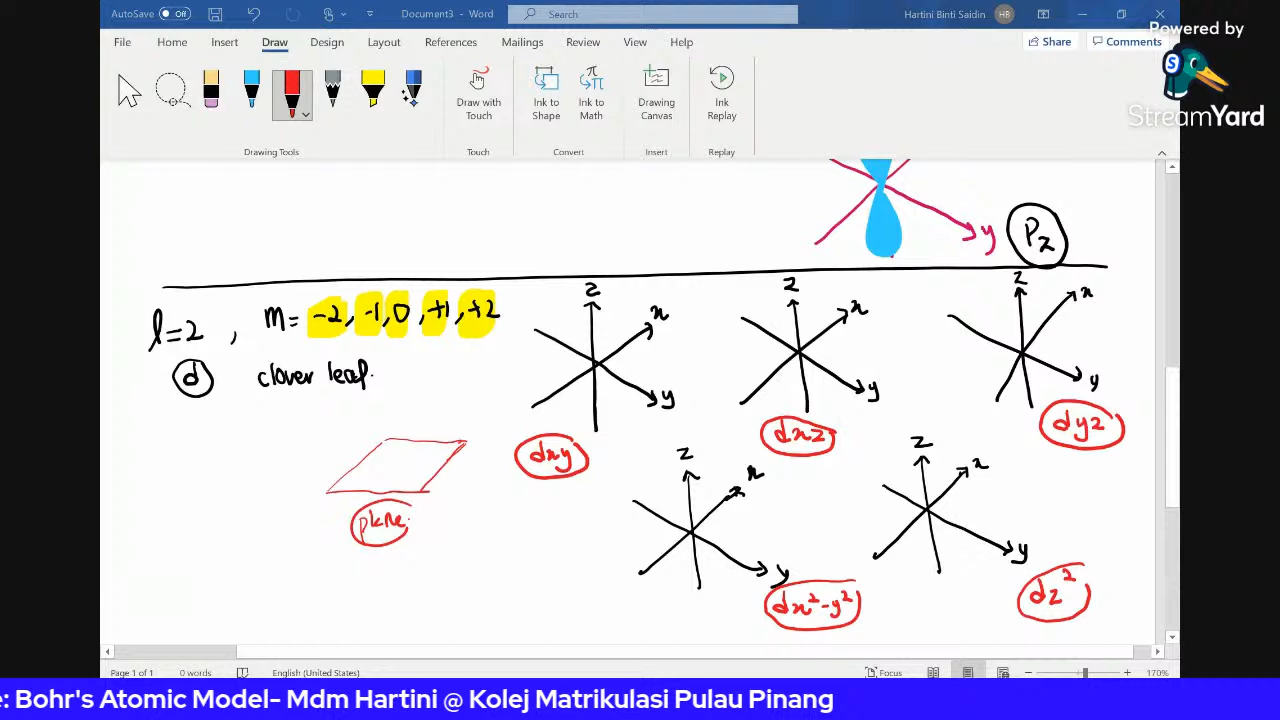 AutoSave Off
Document3 - Word
Search
Hartini Binti Saidin HB
File Home Insert Draw Design Layout References Mailings Review View Help
Share Comments
Powered by
S
StreamYard
Draw with Touch
Ink to Shape
Ink to Math
Drawing Canvas
Ink Replay
Drawing Tools
Touch
Convert
Insert
Replay
y
Pz
l=2 , m= -2, -1, 0, +1, +2
d clover leaf.
z x y
dxy
z x y
dxz
z x y
dyz
plane.
z x y
dx²-y²
z x y
dz²
Page 1 of 1 0 words English (United States) Focus 170%
e: Bohr's Atomic Model- Mdm Hartini @ Kolej Matrikulasi Pulau Pinang